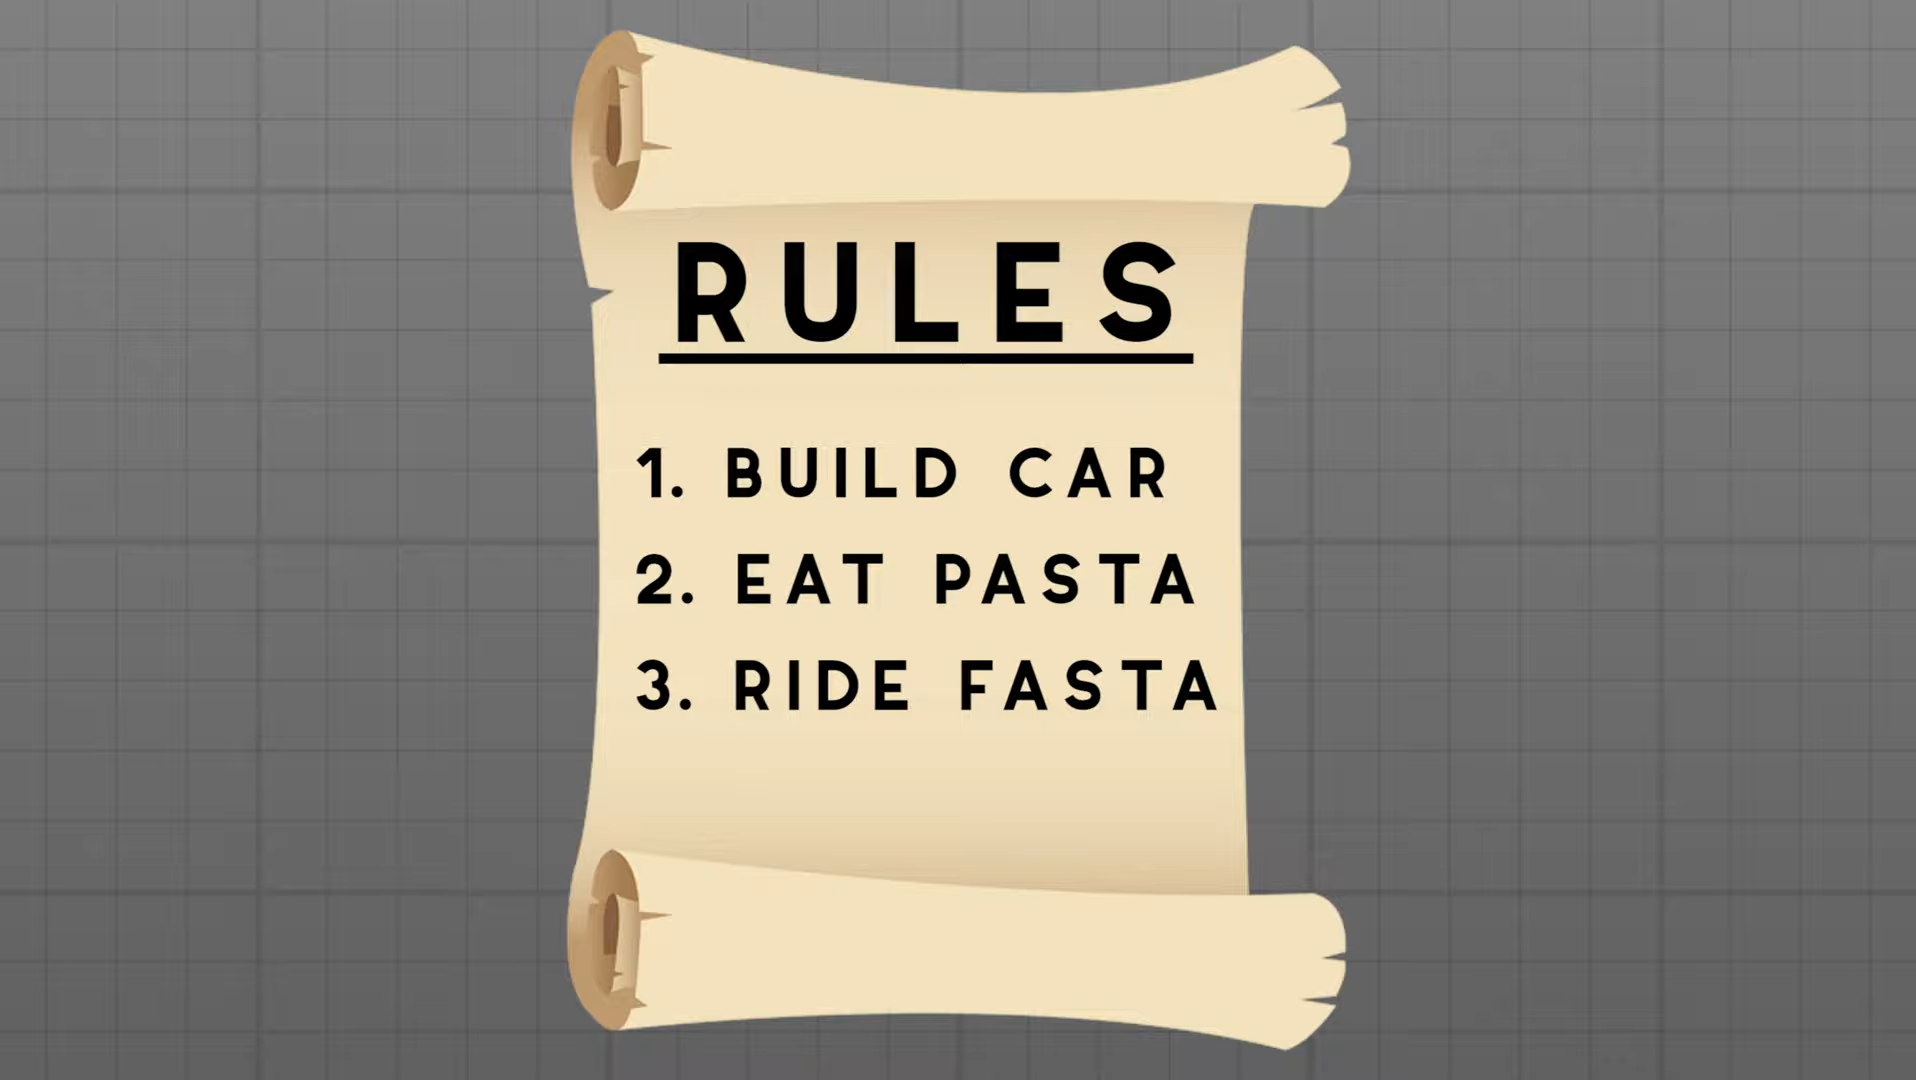 RULES
1. BUILD CAR
2. EAT PASTA
3. RIDE FASTA